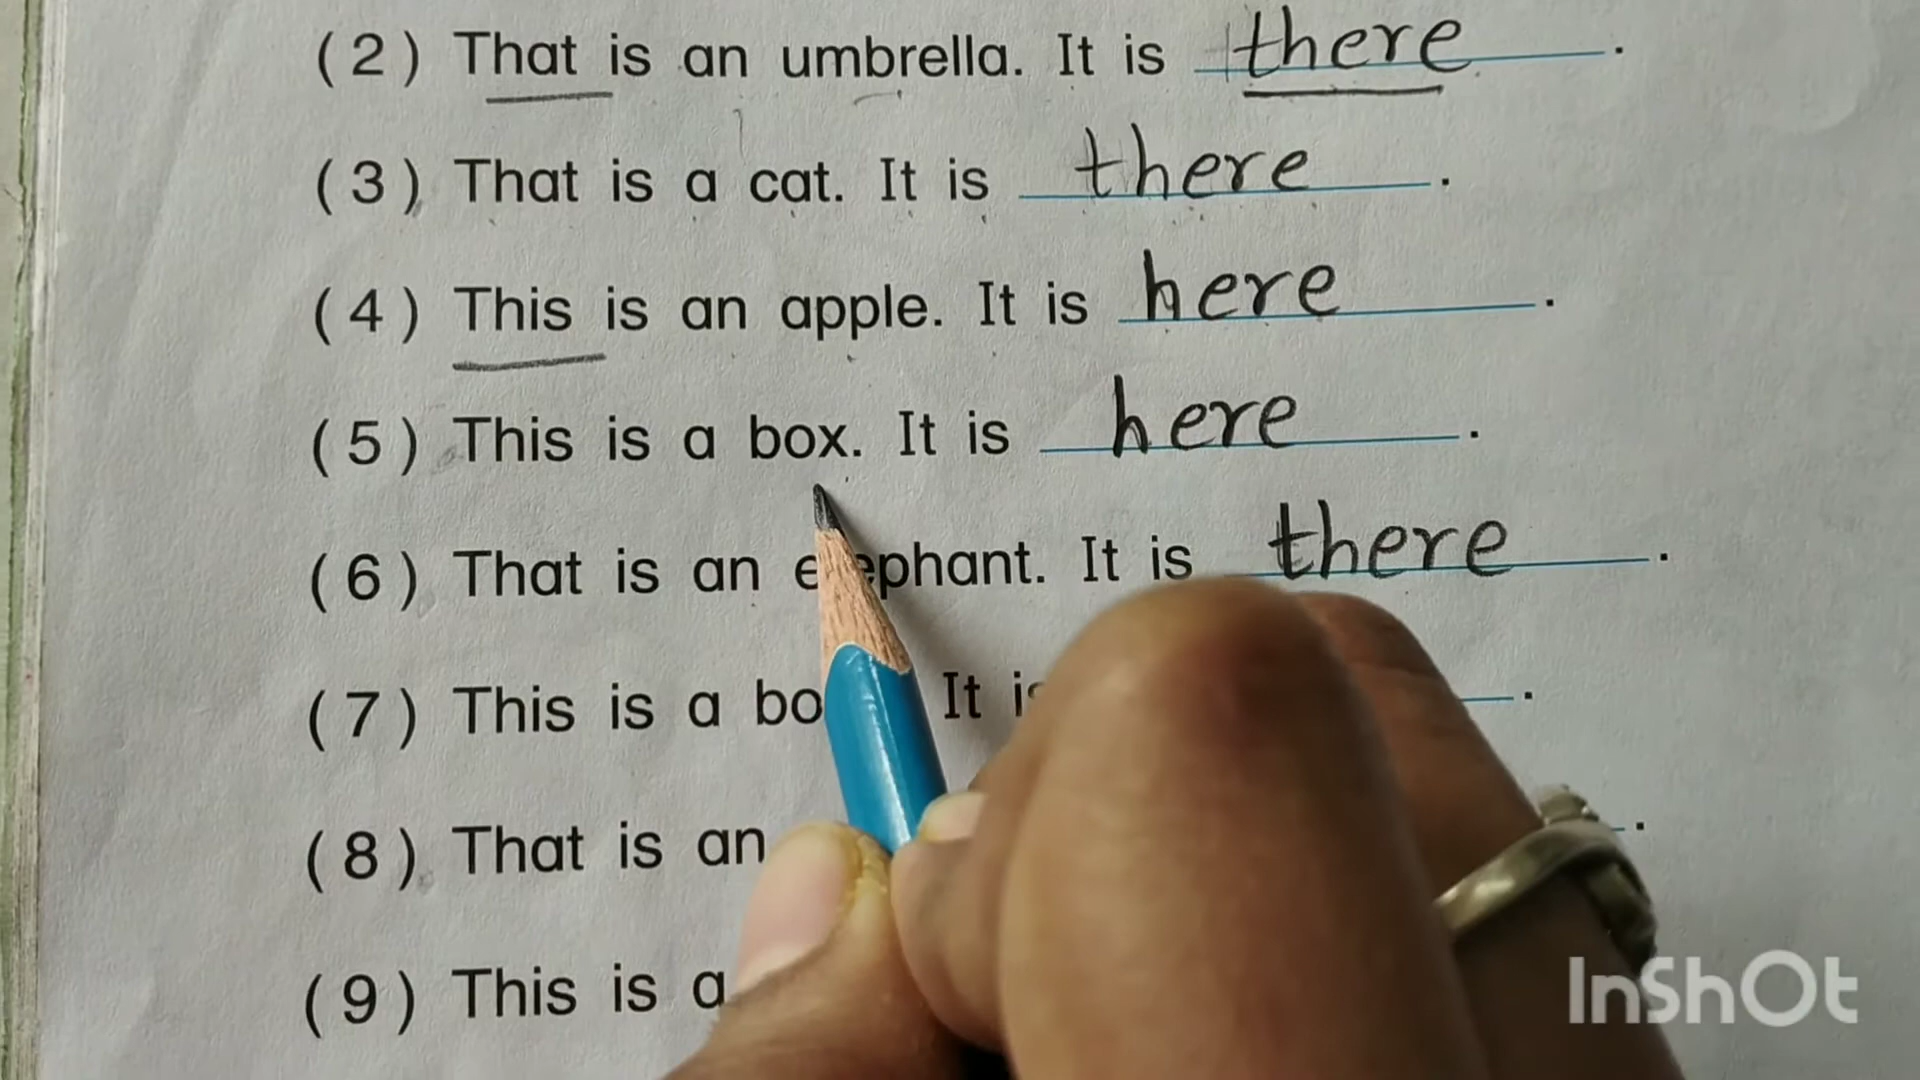 (2) That is an umbrella. It is there.
(3) That is a cat. It is there.
(4) This is an apple. It is here.
(5) This is a box. It is here.
(6) That is an elephant. It is there.
(7) This is a It
(8) That is an
(9) This is a
InShOt